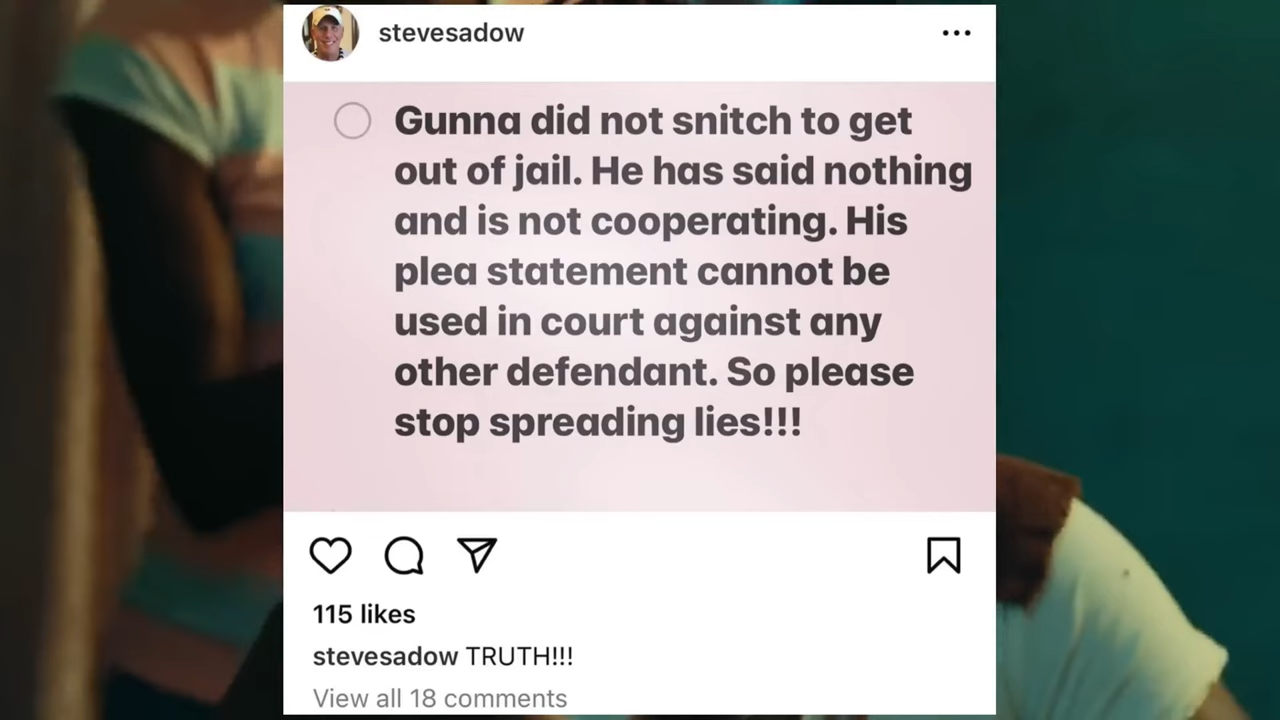 stevesadow
Gunna did not snitch to get
out of jail. He has said nothing
and is not cooperating. His
plea statement cannot be
used in court against any
other defendant. So please
stop spreading lies!!!
115 likes
stevesadow TRUTH!!!
View all 18 comments